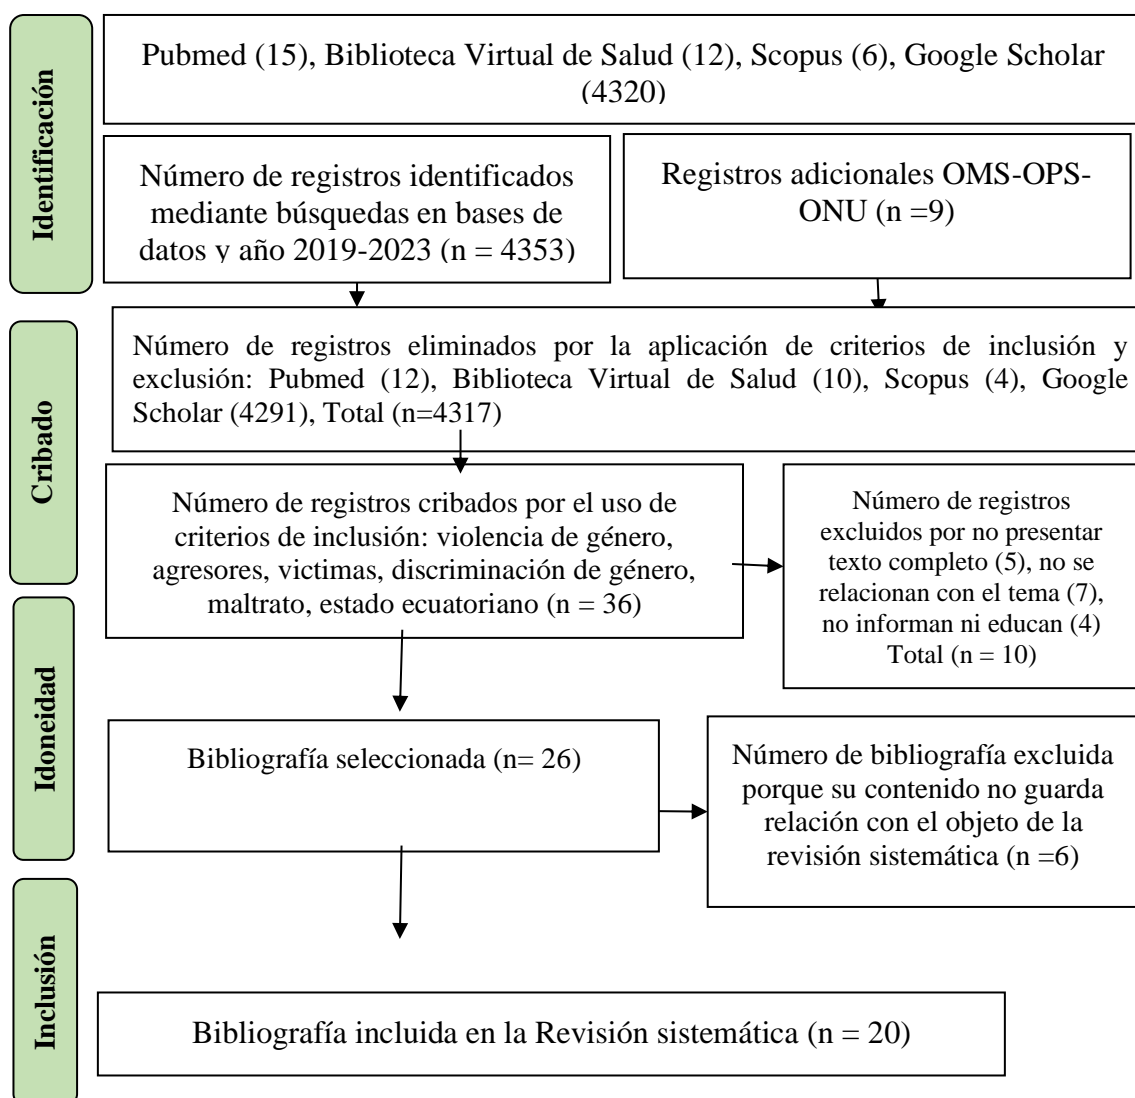 Identificación
Pubmed (15), Biblioteca Virtual de Salud (12), Scopus (6), Google Scholar
(4320)
Número de registros identificados
mediante búsquedas en bases de
datos y año 2019-2023 (n = 4353)
Registros adicionales OMS-OPS-
ONU (n =9)
Cribado
Número de registros eliminados por la aplicación de criterios de inclusión y
exclusión: Pubmed (12), Biblioteca Virtual de Salud (10), Scopus (4), Google
Scholar (4291), Total (n=4317)
Número de registros cribados por el uso de
criterios de inclusión: violencia de género,
agresores, victimas, discriminación de género,
maltrato, estado ecuatoriano (n = 36)
Número de registros
excluidos por no presentar
texto completo (5), no se
relacionan con el tema (7),
no informan ni educan (4)
Total (n = 10)
Idoneidad
Bibliografía seleccionada (n= 26)
Número de bibliografía excluida
porque su contenido no guarda
relación con el objeto de la
revisión sistemática (n =6)
Inclusión
Bibliografía incluida en la Revisión sistemática (n = 20)